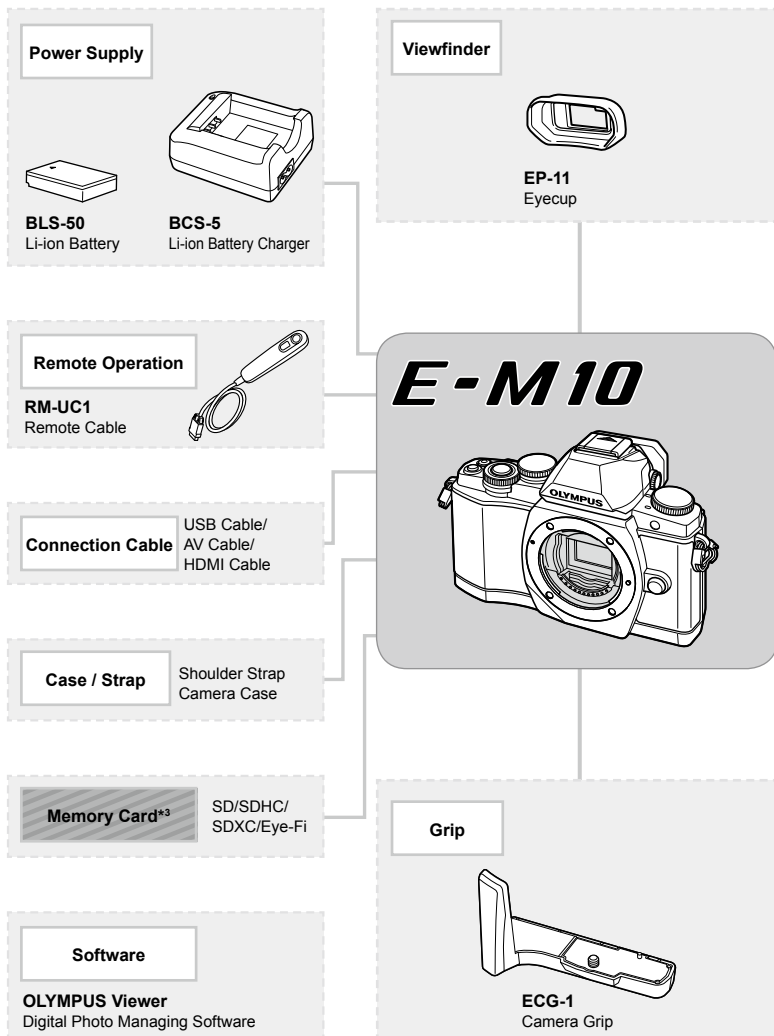 Power Supply
BLS-50
Li-ion Battery
BCS-5
Li-ion Battery Charger
Viewfinder
EP-11
Eyecup
Remote Operation
RM-UC1
Remote Cable
E-M10
OLYMPUS
Connection Cable
USB Cable/
AV Cable/
HDMI Cable
Case / Strap
Shoulder Strap
Camera Case
Memory Card*3
SD/SDHC/
SDXC/Eye-Fi
Grip
ECG-1
Camera Grip
Software
OLYMPUS Viewer
Digital Photo Managing Software